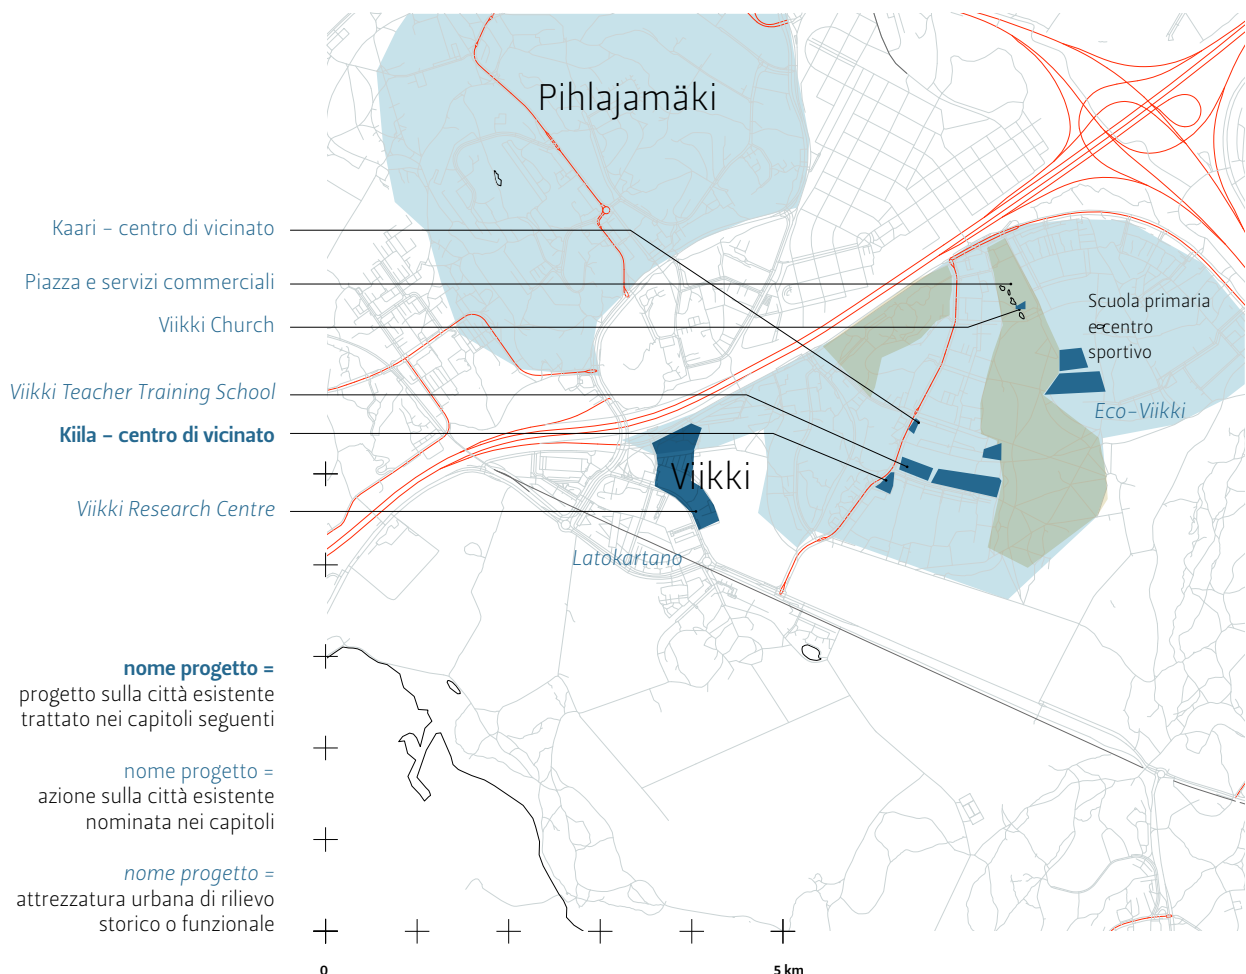 Pihlajamäki
Kaari – centro di vicinato
Piazza e servizi commerciali
Viikki Church
Scuola primaria
e centro
sportivo
Viikki Teacher Training School
Eco-Viikki
Kiila – centro di vicinato
Viikki
Viikki Research Centre
Latokartano
nome progetto =
progetto sulla città esistente
trattato nei capitoli seguenti
nome progetto =
azione sulla città esistente
nominata nei capitoli
nome progetto =
attrezzatura urbana di rilievo
storico o funzionale
0
5 km